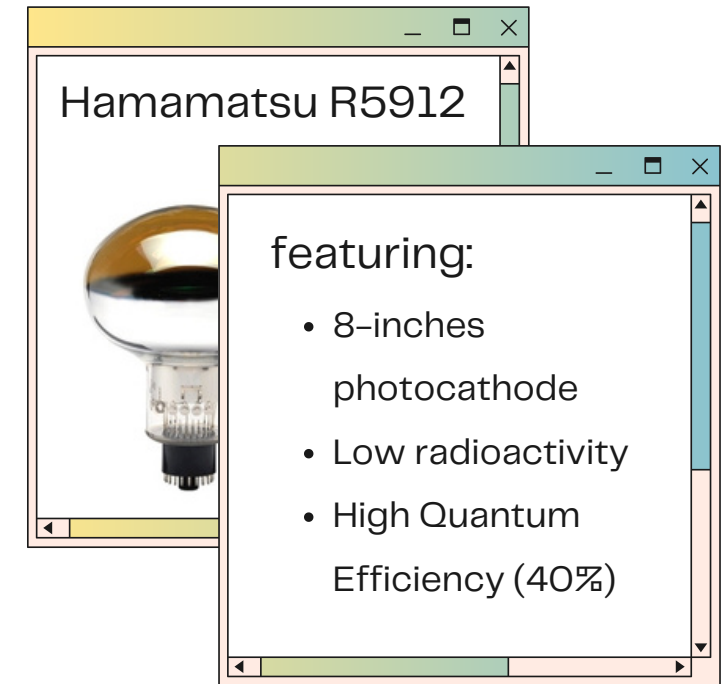 Hamamatsu R5912
featuring:
• 8-inches
photocathode
• Low radioactivity
• High Quantum
Efficiency (40%)